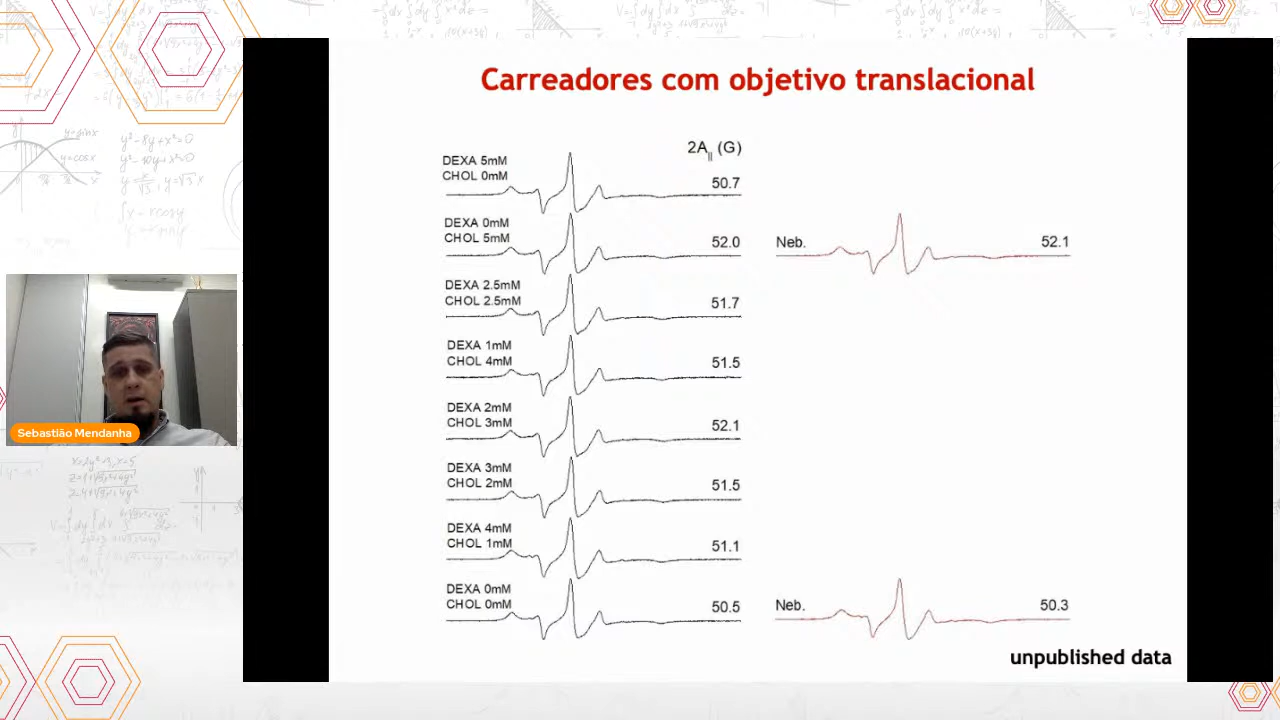 Carreadores com objetivo translacional
2A|| (G)
DEXA 5mM
CHOL 0mM
50.7
DEXA 0mM
CHOL 5mM
52.0
Neb.
52.1
DEXA 2.5mM
CHOL 2.5mM
51.7
DEXA 1mM
CHOL 4mM
51.5
DEXA 2mM
CHOL 3mM
52.1
DEXA 3mM
CHOL 2mM
51.5
DEXA 4mM
CHOL 1mM
51.1
DEXA 0mM
CHOL 0mM
50.5
Neb.
50.3
unpublished data
Sebastião Mendanha
y=sinx
y=cosx